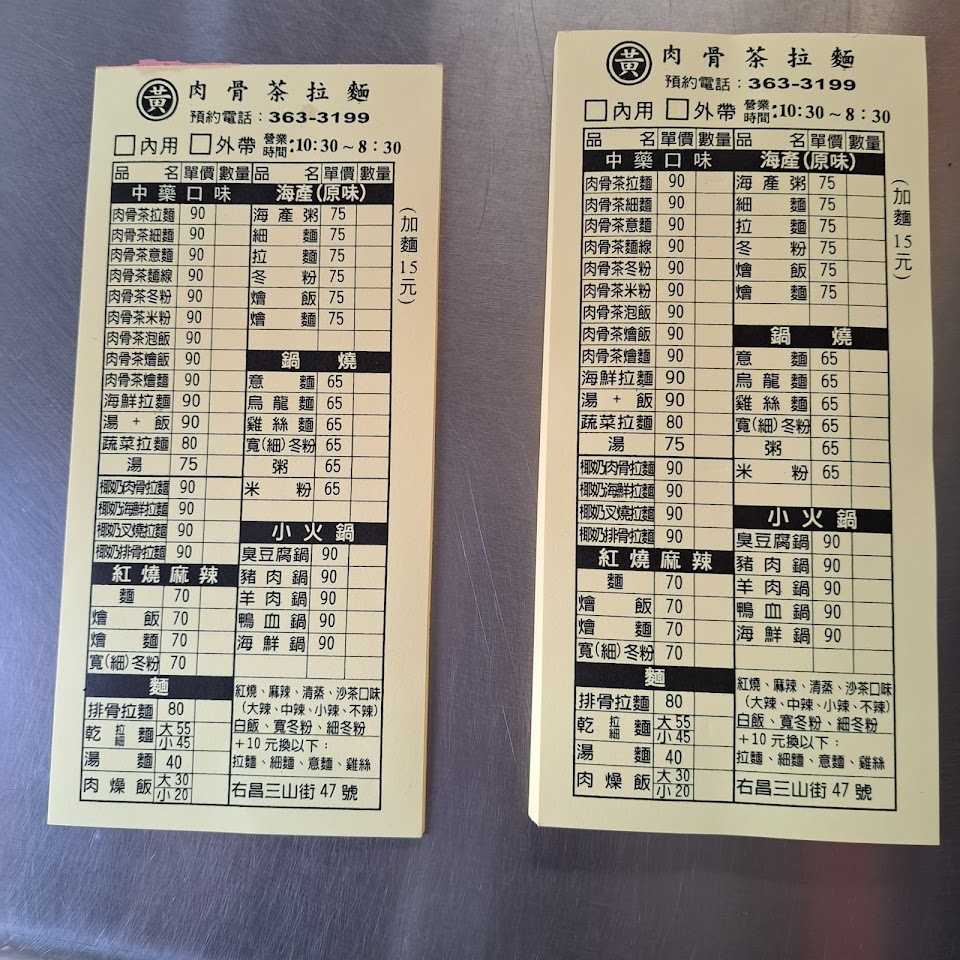 黃 肉骨茶拉麵
預約電話：363-3199
□內用 □外帶 營業時間：10:30～8:30
品名 單價 數量 品名 單價 數量
中藥口味
肉骨茶拉麵 90
肉骨茶細麵 90
肉骨茶意麵 90
肉骨茶麵線 90
肉骨茶冬粉 90
肉骨茶米粉 90
肉骨茶泡飯 90
肉骨茶燴飯 90
肉骨茶燴麵 90
海鮮拉麵 90
湯+飯 90
蔬菜拉麵 80
湯 75
椰奶肉骨拉麵 90
椰奶海鮮拉麵 90
椰奶叉燒拉麵 90
椰奶排骨拉麵 90
紅燒麻辣
麵 70
燴飯 70
燴麵 70
寬(細)冬粉 70
麵
排骨拉麵 80
乾拉細麵 大55 小45
湯麵 40
肉燥飯 大30 小20
海產(原味)
海產粥 75
細麵 75
拉麵 75
冬粉 75
燴飯 75
燴麵 75
鍋燒
意麵 65
烏龍麵 65
雞絲麵 65
寬(細)冬粉 65
粥 65
米粉 65
小火鍋
臭豆腐鍋 90
豬肉鍋 90
羊肉鍋 90
鴨血鍋 90
海鮮鍋 90
紅燒、麻辣、清蒸、沙茶口味
(大辣、中辣、小辣、不辣)
白飯、寬冬粉、細冬粉
+10元換以下：
拉麵、細麵、意麵、雞絲
右昌三山街47號
(加麵15元)
黃 肉骨茶拉麵
預約電話：363-3199
□內用 □外帶 營業時間：10:30～8:30
品名 單價 數量 品名 單價 數量
中藥口味
肉骨茶拉麵 90
肉骨茶細麵 90
肉骨茶意麵 90
肉骨茶麵線 90
肉骨茶冬粉 90
肉骨茶米粉 90
肉骨茶泡飯 90
肉骨茶燴飯 90
肉骨茶燴麵 90
海鮮拉麵 90
湯+飯 90
蔬菜拉麵 80
湯 75
椰奶肉骨拉麵 90
椰奶海鮮拉麵 90
椰奶叉燒拉麵 90
椰奶排骨拉麵 90
紅燒麻辣
麵 70
燴飯 70
燴麵 70
寬(細)冬粉 70
麵
排骨拉麵 80
乾拉細麵 大55 小45
湯麵 40
肉燥飯 大30 小20
海產(原味)
海產粥 75
細麵 75
拉麵 75
冬粉 75
燴飯 75
燴麵 75
鍋燒
意麵 65
烏龍麵 65
雞絲麵 65
寬(細)冬粉 65
粥 65
米粉 65
小火鍋
臭豆腐鍋 90
豬肉鍋 90
羊肉鍋 90
鴨血鍋 90
海鮮鍋 90
紅燒、麻辣、清蒸、沙茶口味
(大辣、中辣、小辣、不辣)
白飯、寬冬粉、細冬粉
+10元換以下：
拉麵、細麵、意麵、雞絲
右昌三山街47號
(加麵15元)